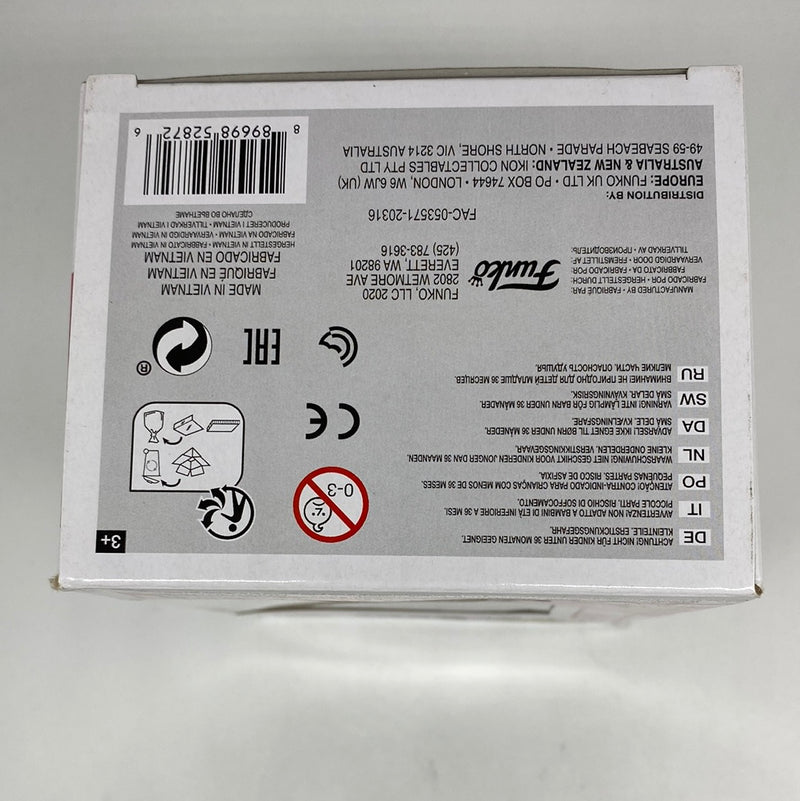 3+
DE ACHTUNG! NICHT FÜR KINDER UNTER 36 MONATEN GEEIGNET.
KLEINTEILE. ERSTICKUNGSGEFAHR.
IT AVVERTENZA! NON ADATTO A BAMBINI DI ETÀ INFERIORE A 36 MESI.
PICCOLE PARTI. RISCHIO DI SOFFOCAMENTO.
PO ATENÇÃO! CONTRA-INDICADO PARA CRIANÇAS COM MENOS DE 36 MESES.
PEQUENAS PARTES. RISCO DE ASFIXIA.
NL WAARSCHUWING! NIET GESCHIKT VOOR KINDEREN JONGER DAN 36 MAANDEN.
KLEINE ONDERDELEN. VERSTIKKINGSGEVAAR.
DA ADVARSEL! IKKE EGNET TIL BØRN UNDER 36 MÅNEDER.
SMÅ DELE. KVÆLNINGSFARE.
SW VARNING! INTE LÄMPLIG FÖR BARN UNDER 36 MÅNADER.
SMÅ DELAR. KVÄVNINGSRISK.
RU ВНИМАНИЕ! НЕ ПРИГОДНО ДЛЯ ДЕТЕЙ МЛАДШЕ 36 МЕСЯЦЕВ.
МЕЛКИЕ ЧАСТИ. ОПАСНОСТЬ УДУШЬЯ.
0-3
CE
EAC
®
MANUFACTURED BY • FABRIQUÉ PAR:
FABRICADO POR • HERGESTELLT DURCH:
DA FABRICATO • FABRICADO POR:
VERVAARDIGD DOOR • FREMSTILLET AF:
TILLVERKAD AV • ПРОИЗВОДИТЕЛЬ:
Funko
FUNKO, LLC 2020
2802 WETMORE AVE
EVERETT, WA 98201
(425) 783-3616
FAC-053571-20316
DISTRIBUTION BY:
EUROPE: FUNKO UK LTD • PO BOX 74644 • LONDON, W6 6JW (UK)
AUSTRALIA & NEW ZEALAND: IKON COLLECTABLES PTY LTD
49-59 SEABEACH PARADE • NORTH SHORE, VIC 3214 AUSTRALIA
MADE IN VIETNAM
FABRIQUÉ EN VIETNAM
FABRICADO EN VIETNAM
HERGESTELLT IN VIETNAM • FABBRICATO IN VIETNAM
FABRICADO NA VIETNAM • VERVAARDIGD IN VIETNAM
PRODUCERET I VIETNAM • TILLVERKAD I VIETNAM
СДЕЛАНО ВО ВЬЕТНАМЕ
8 89698 52872 6